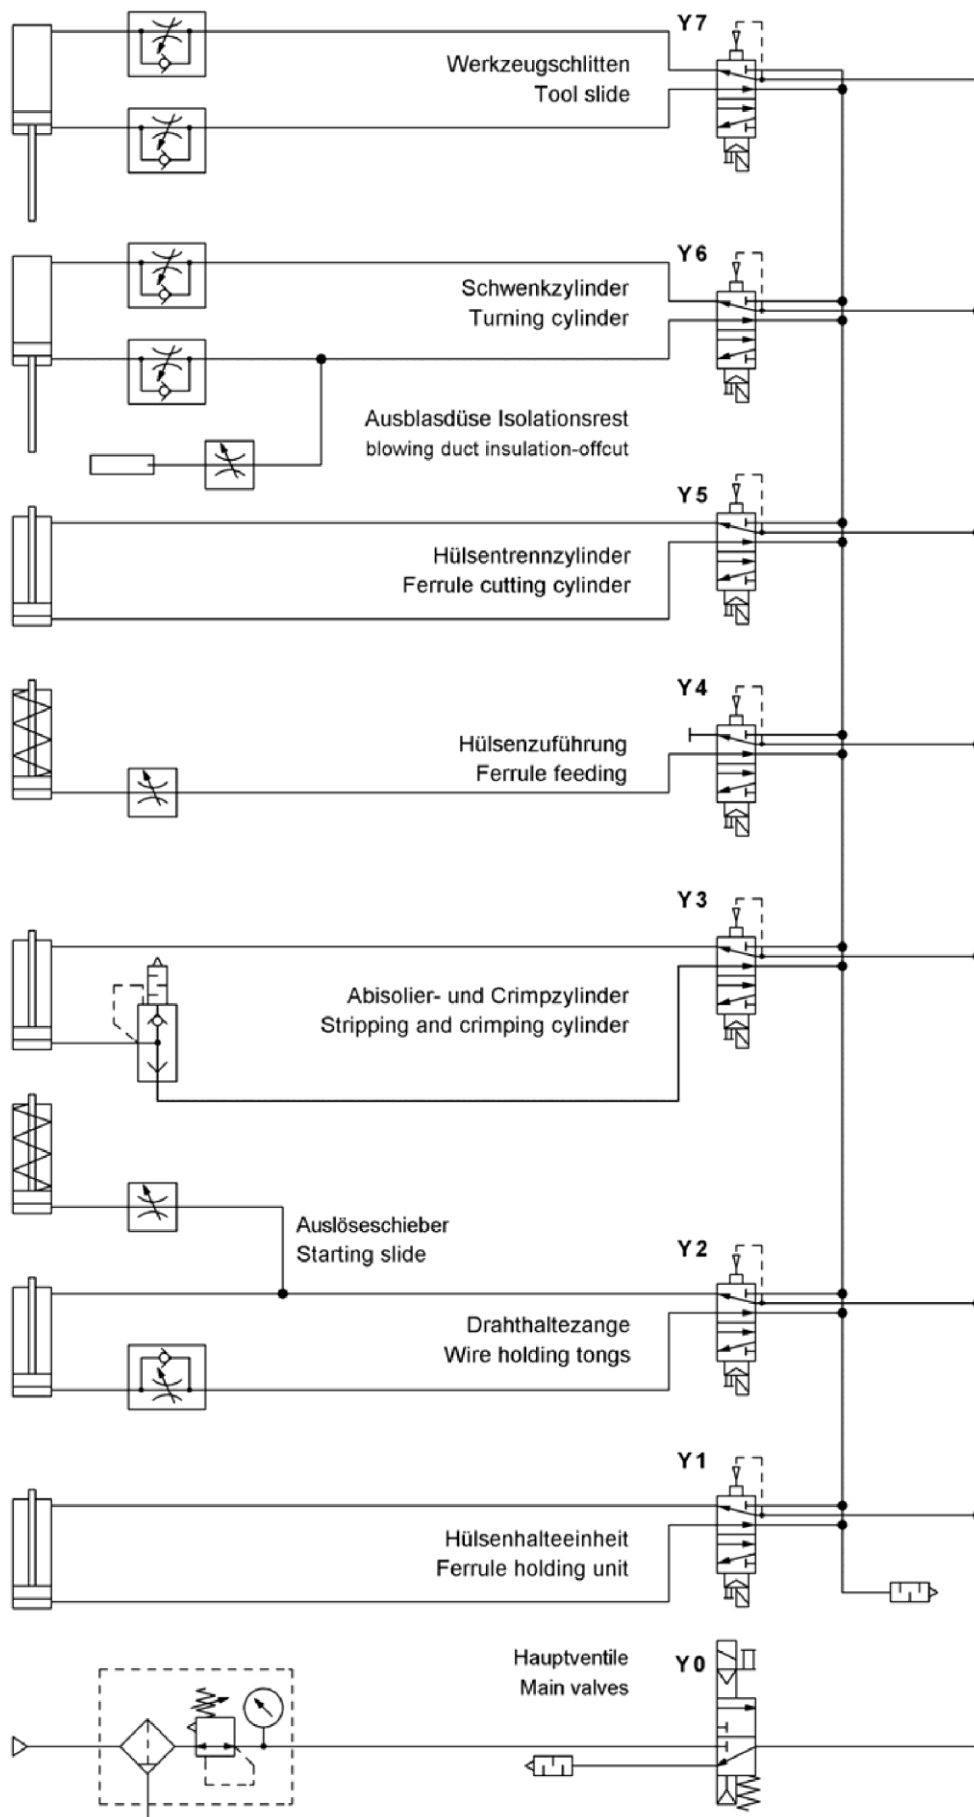 Y7
Werkzeugschlitten
Tool slide
Y6
Schwenkzylinder
Turning cylinder
Ausblasdüse Isolationsrest
blowing duct insulation-offcut
Y5
Hülsentrennzylinder
Ferrule cutting cylinder
Y4
Hülsenzuführung
Ferrule feeding
Y3
Abisolier- und Crimpzylinder
Stripping and crimping cylinder
Auslöseschieber
Starting slide
Y2
Drahthaltezange
Wire holding tongs
Y1
Hülsenhalteeinheit
Ferrule holding unit
Hauptventile
Y0
Main valves